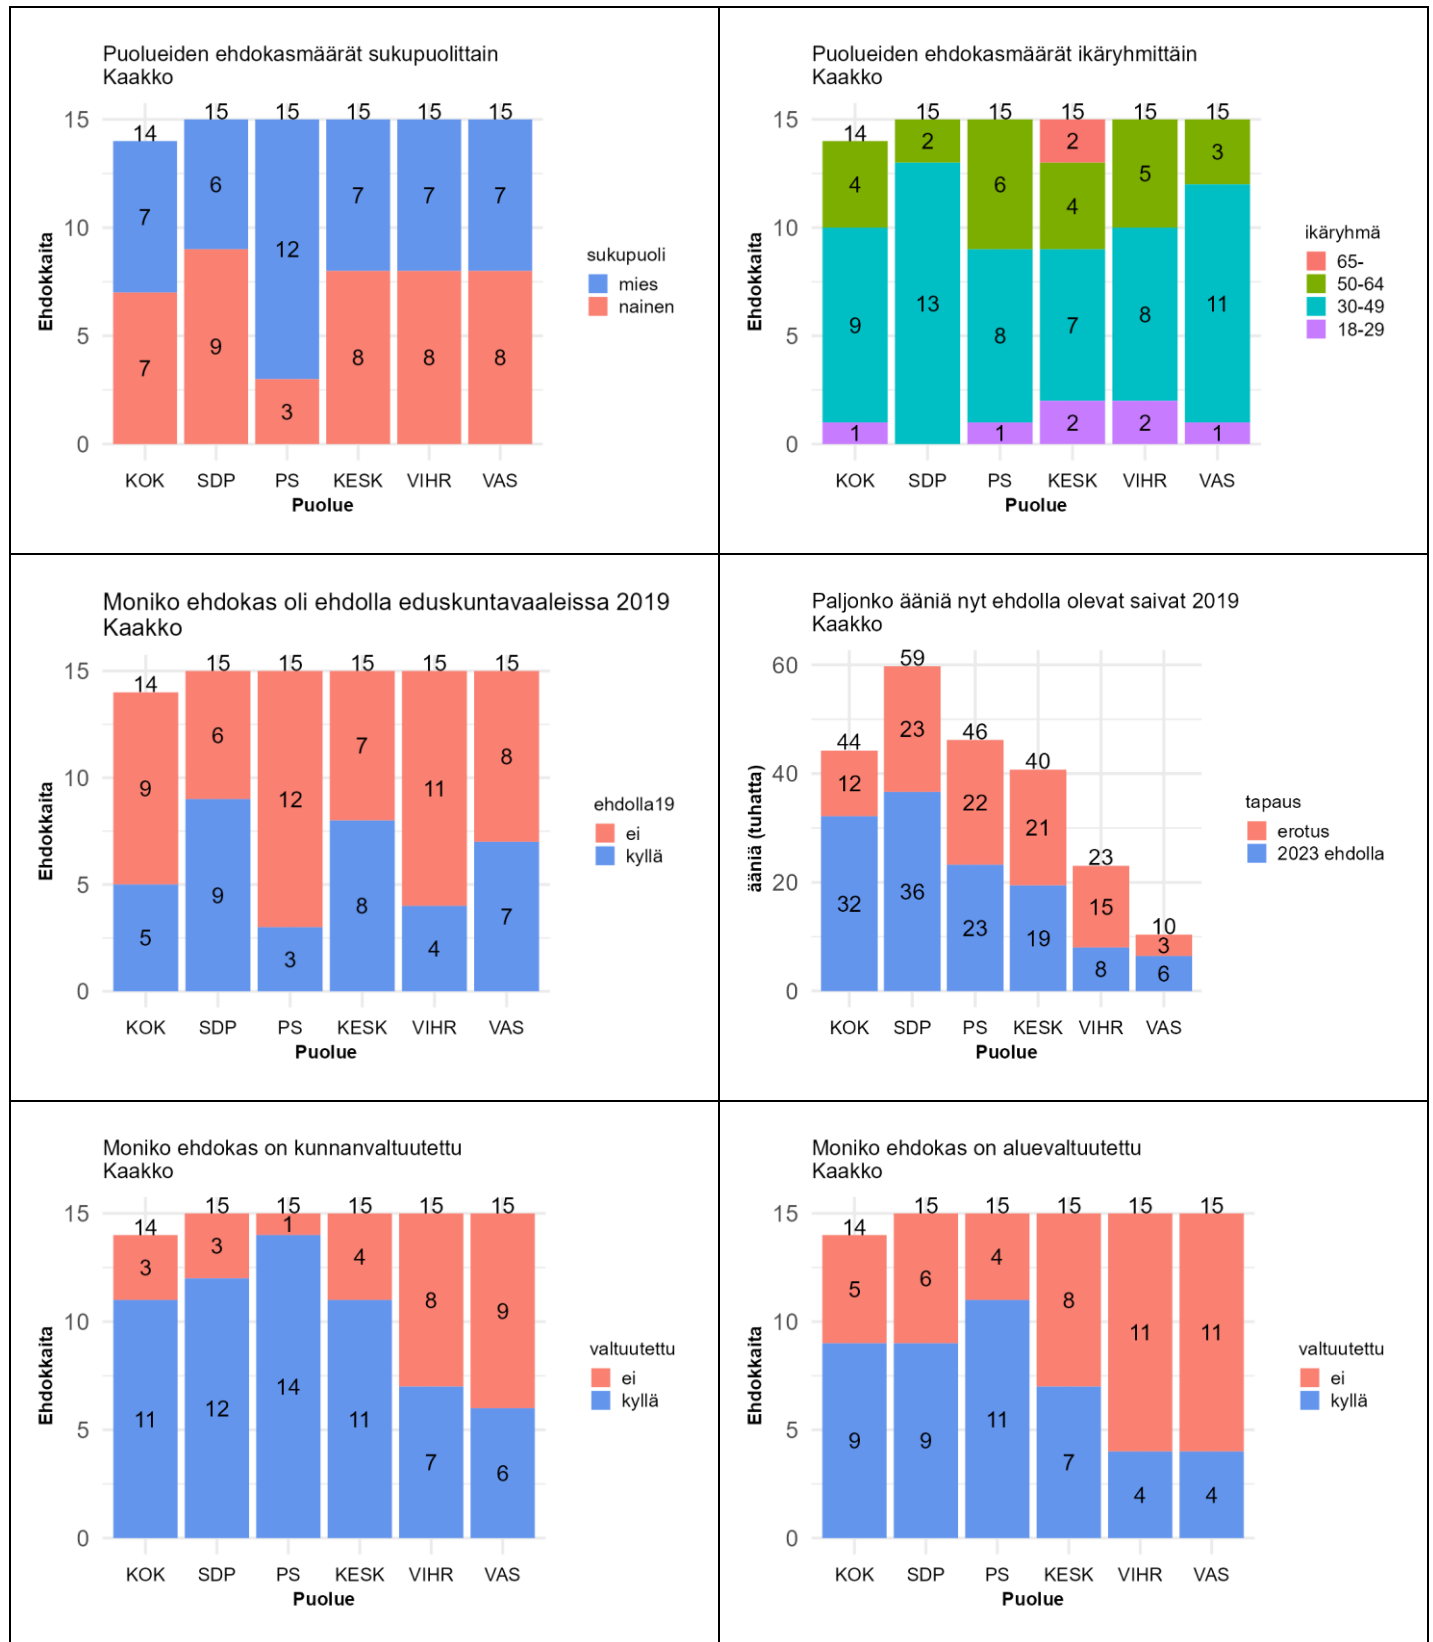 Puolueiden ehdokasmäärät sukupuolittain
Kaakko
15
10
5
0
Ehdokkaita
14
15
15
15
15
15
7
6
12
7
7
7
7
9
3
8
8
8
KOK
SDP
PS
KESK
VIHR
VAS
Puolue
sukupuoli
mies
nainen
Puolueiden ehdokasmäärät ikäryhmittäin
Kaakko
15
10
5
0
Ehdokkaita
14
15
15
15
15
15
4
2
6
2
5
3
4
9
13
8
7
8
11
1
1
2
2
1
KOK
SDP
PS
KESK
VIHR
VAS
Puolue
ikäryhmä
65-
50-64
30-49
18-29
Moniko ehdokas oli ehdolla eduskuntavaaleissa 2019
Kaakko
15
10
5
0
Ehdokkaita
14
15
15
15
15
15
9
6
12
7
11
8
5
9
3
8
4
7
KOK
SDP
PS
KESK
VIHR
VAS
Puolue
ehdolla19
ei
kyllä
Paljonko ääniä nyt ehdolla olevat saivat 2019
Kaakko
60
40
20
0
ääniä (tuhatta)
44
59
46
40
23
10
12
23
22
21
15
3
32
36
23
19
8
6
KOK
SDP
PS
KESK
VIHR
VAS
Puolue
tapaus
erotus
2023 ehdolla
Moniko ehdokas on kunnanvaltuutettu
Kaakko
15
10
5
0
Ehdokkaita
14
15
15
15
15
15
3
3
1
4
8
9
11
12
14
11
7
6
KOK
SDP
PS
KESK
VIHR
VAS
Puolue
valtuutettu
ei
kyllä
Moniko ehdokas on aluevaltuutettu
Kaakko
15
10
5
0
Ehdokkaita
14
15
15
15
15
15
5
6
4
8
11
11
9
9
11
7
4
4
KOK
SDP
PS
KESK
VIHR
VAS
Puolue
valtuutettu
ei
kyllä